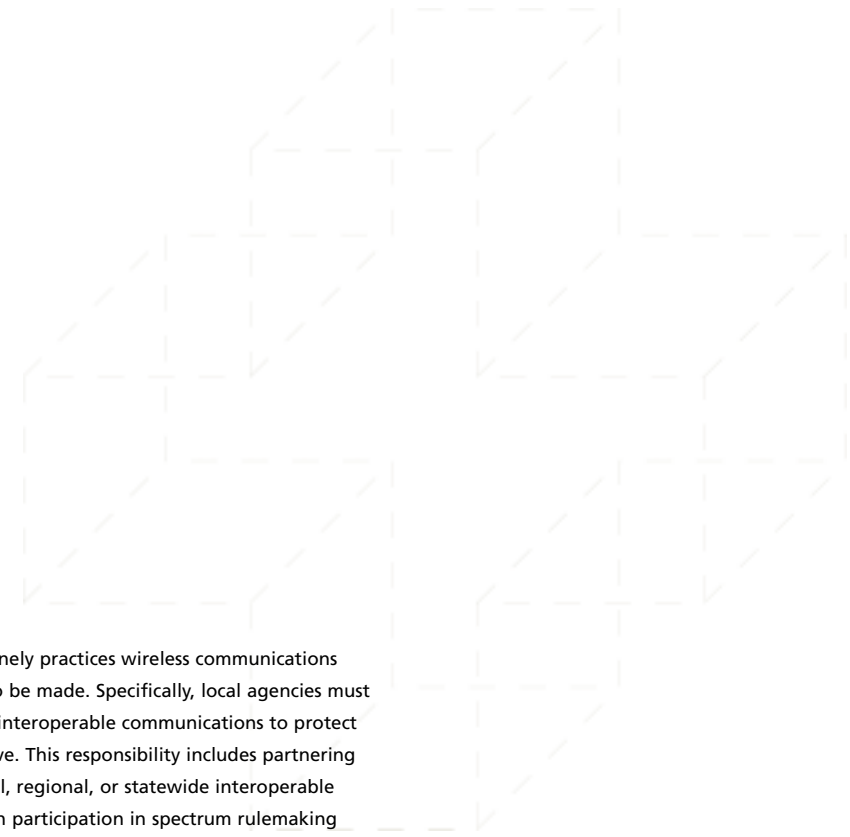 nely practices wireless communications
o be made. Specifically, local agencies must
interoperable communications to protect
ve. This responsibility includes partnering
l, regional, or statewide interoperable
n participation in spectrum rulemaking